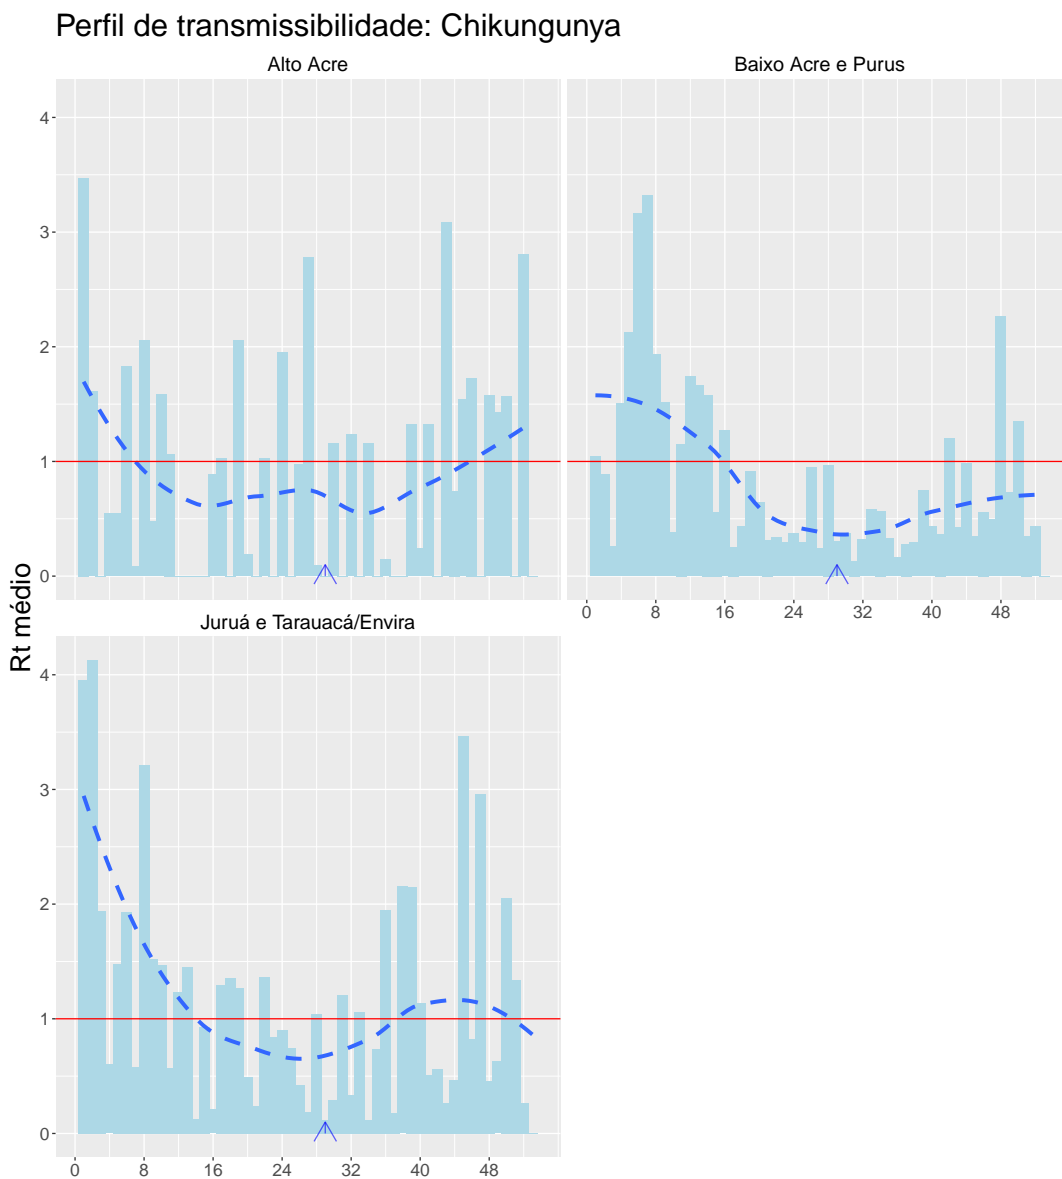 Perfil de transmissibilidade: Chikungunya
Alto Acre
Baixo Acre e Purus
4
3
2
1
0
0 8 16 24 32 40 48
Rt médio
Juruá e Tarauacá/Envira
4
3
2
1
0
0 8 16 24 32 40 48